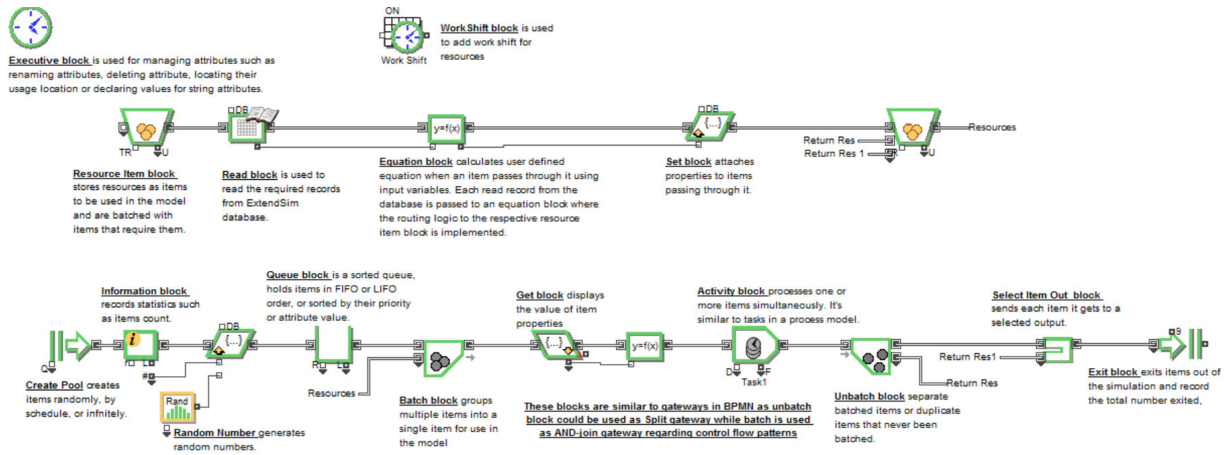 ON
Work Shift
WorkShift block is used
to add work shift for
resources
Executive block is used for managing attributes such as
renaming attributes, deleting attribute, locating their
usage location or declaring values for string attributes.
DB
y=f(x)
DB
{...}
TR
U
Return Res
Return Res 1
U
Resources
Resource Item block
stores resources as items
to be used in the model
and are batched with
items that require them.
Read block is used to
read the required records
from ExtendSim
database.
Equation block calculates user defined
equation when an item passes through it using
input variables. Each read record from the
database is passed to an equation block where
the routing logic to the respective resource
item block is implemented.
Set block attaches
properties to items
passing through it.
Information block
records statistics such
as items count.
Queue block is a sorted queue,
holds items in FIFO or LIFO
order, or sorted by their priority
or attribute value.
Get block displays
the value of item
properties
Activity block processes one or
more items simultaneously. It's
similar to tasks in a process model.
Select Item Out block
sends each item it gets to a
selected output.
i
DB
{...}
{...}
y=f(x)
9
L
#
R
L
D
F
Task1
Return Res1
Return Res
Resources
Rand
Create Pool creates
items randomly, by
schedule, or infnitely.
Random Number generates
random numbers.
Batch block groups
multiple items into a
single item for use in
the model
These blocks are similar to gateways in BPMN as unbatch
block could be used as Split gateway while batch is used
as AND-join gateway regarding control flow patterns
Unbatch block separate
batched items or duplicate
items that never been
batched.
Exit block exits items out of
the simulation and record
the total number exited,